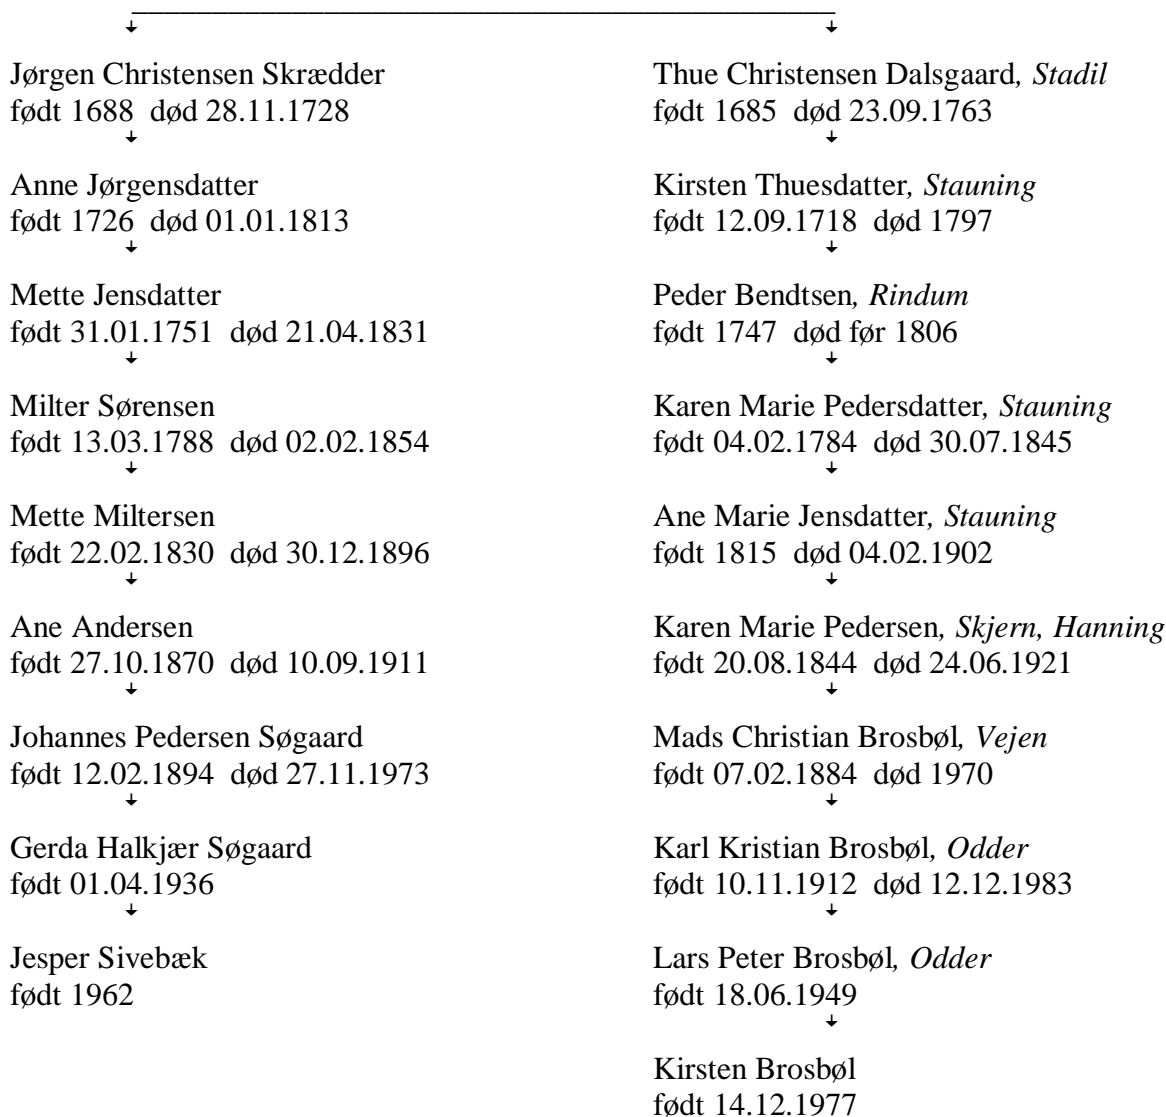 Jørgen Christensen Skrædder
født 1688 død 28.11.1728
Anne Jørgensdatter
født 1726 død 01.01.1813
Mette Jensdatter
født 31.01.1751 død 21.04.1831
Milter Sørensen
født 13.03.1788 død 02.02.1854
Mette Miltersen
født 22.02.1830 død 30.12.1896
Ane Andersen
født 27.10.1870 død 10.09.1911
Johannes Pedersen Søgaard
født 12.02.1894 død 27.11.1973
Gerda Halkjær Søgaard
født 01.04.1936
Jesper Sivebæk
født 1962
Thue Christensen Dalsgaard, Stadil
født 1685 død 23.09.1763
Kirsten Thuesdatter, Stauning
født 12.09.1718 død 1797
Peder Bendtsen, Rindum
født 1747 død før 1806
Karen Marie Pedersdatter, Stauning
født 04.02.1784 død 30.07.1845
Ane Marie Jensdatter, Stauning
født 1815 død 04.02.1902
Karen Marie Pedersen, Skjern, Hanning
født 20.08.1844 død 24.06.1921
Mads Christian Brosbøl, Vejen
født 07.02.1884 død 1970
Karl Kristian Brosbøl, Odder
født 10.11.1912 død 12.12.1983
Lars Peter Brosbøl, Odder
født 18.06.1949
Kirsten Brosbøl
født 14.12.1977